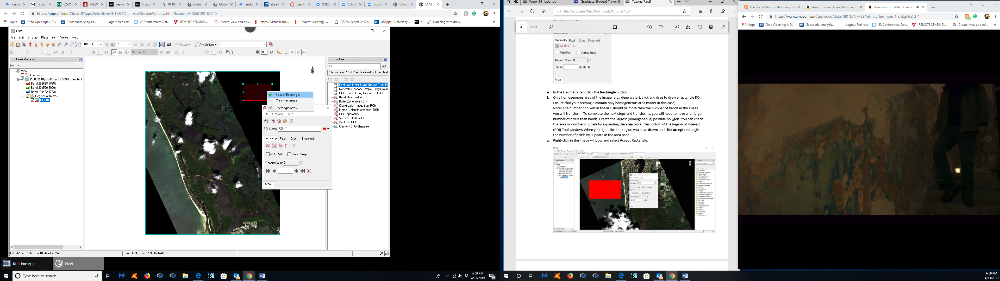 Raabe
Histori
02-211
PREDI
Sea-le
A casu
10.100
Global
Global
landsc
eLearn
Dashb
SUR53
SUR53
SUR53
Citrix R
ENVI
https://apps.ufl.edu/Citrix/UFAppsWeb/clients/HTML5Client/src/SessionWindow.html?launchid=1555195182210
Apps
Grad Openings » D...
Geospatial Analysis...
Logout Redirect
23 Conferences Dat...
REMOTE SENSING...
Create, view and ed...
https://virtuallearn...
Chapter Meeting –...
GSAW-Schedule-De...
UFApps - University...
a
Hatching with draw...
ENVI
File Edit Display Placemarks Views Help
100% (1:1)
0°
Vectors
Annotations
Go To
50
20
No stretch
10
0
Layer Manager
View
Overview
f100831t01p00r10rdn_FLAASH_GeoRecti
Band 29 (638.1865)
Band 20 (550.3000)
Band 12 (472.4773)
Regions of Interest
ROI #1
N
Accept Rectangle
Clear Rectangle
Rectangle Size...
File Options Help
ROI Name: ROI #1
Geometry Pixel Grow Threshold
Multi Part Vertex Snap
Record Count 0
Area
Toolbox
roi
/Classification/Post Classification/Confusion Mat
Confusion Matrix Using Ground Truth RO
Generate Random Sample Using Groun
ROC Curves Using Ground Truth ROIs
Band Threshold to ROI
Buffer Zone from ROIs
Classification Image from ROIs
Merge (Union/Intersection) ROIs
ROI Separability
Subset Data from ROIs
Vector to ROI
Classic ROI to Shapefile
Lat: 26°3'46.96"N, Lon: 81°42'41.46"W
Proj: UTM, Zone 17 North, NAD 83
Runtime App
ENVI
Type here to search
6:50 PM
4/13/2019
16
Week 14 _Lidar.pdf
Graduate Student Travel Gr
Tutorial7.pdf
file:///C:/Users/Mel/Downloads/Tutorial7.pdf
4 of 14
Geometry Pixel Grow Threshold
Multi Part Vertex Snap
Record Count 0
Area
e. In the Geometry tab, click the Rectangle button.
f. On a homogeneous area of the image (e.g., deep water), click and drag to draw a rectangle ROI.
Ensure that your rectangle contain only homogeneous area (water in this case).
Note: The number of pixels in the ROI should be more than the number of bands in the image
you will transform. To complete the next steps and transforms, you will need to have a far larger
number of pixels than bands. Create the largest (homogeneous) possible polygon. You can check
the area or number of pixels by expanding the area tab at the bottom of the Region of Interest
(ROI) Tool window. When you right click the region you have drawn and click accept rectangle
the number of pixels will update in the area panel.
g. Right-click in the image window and select Accept Rectangle.
The Home Depot - Shopping Ca
Amazon.com: Online Shopping f
Amazon.com: Watch Hanna
https://www.amazon.com/gp/video/detail/B07L5N7P32/ref=atv_hm_hom_1_c_iEgOEZ_2_1
24
Apps
Grad Openings » D...
Geospatial Analysis...
Logout Redirect
23 Conferences Dat...
REMOTE SENSING...
Create, view and ed...
6:50 PM
4/13/2019